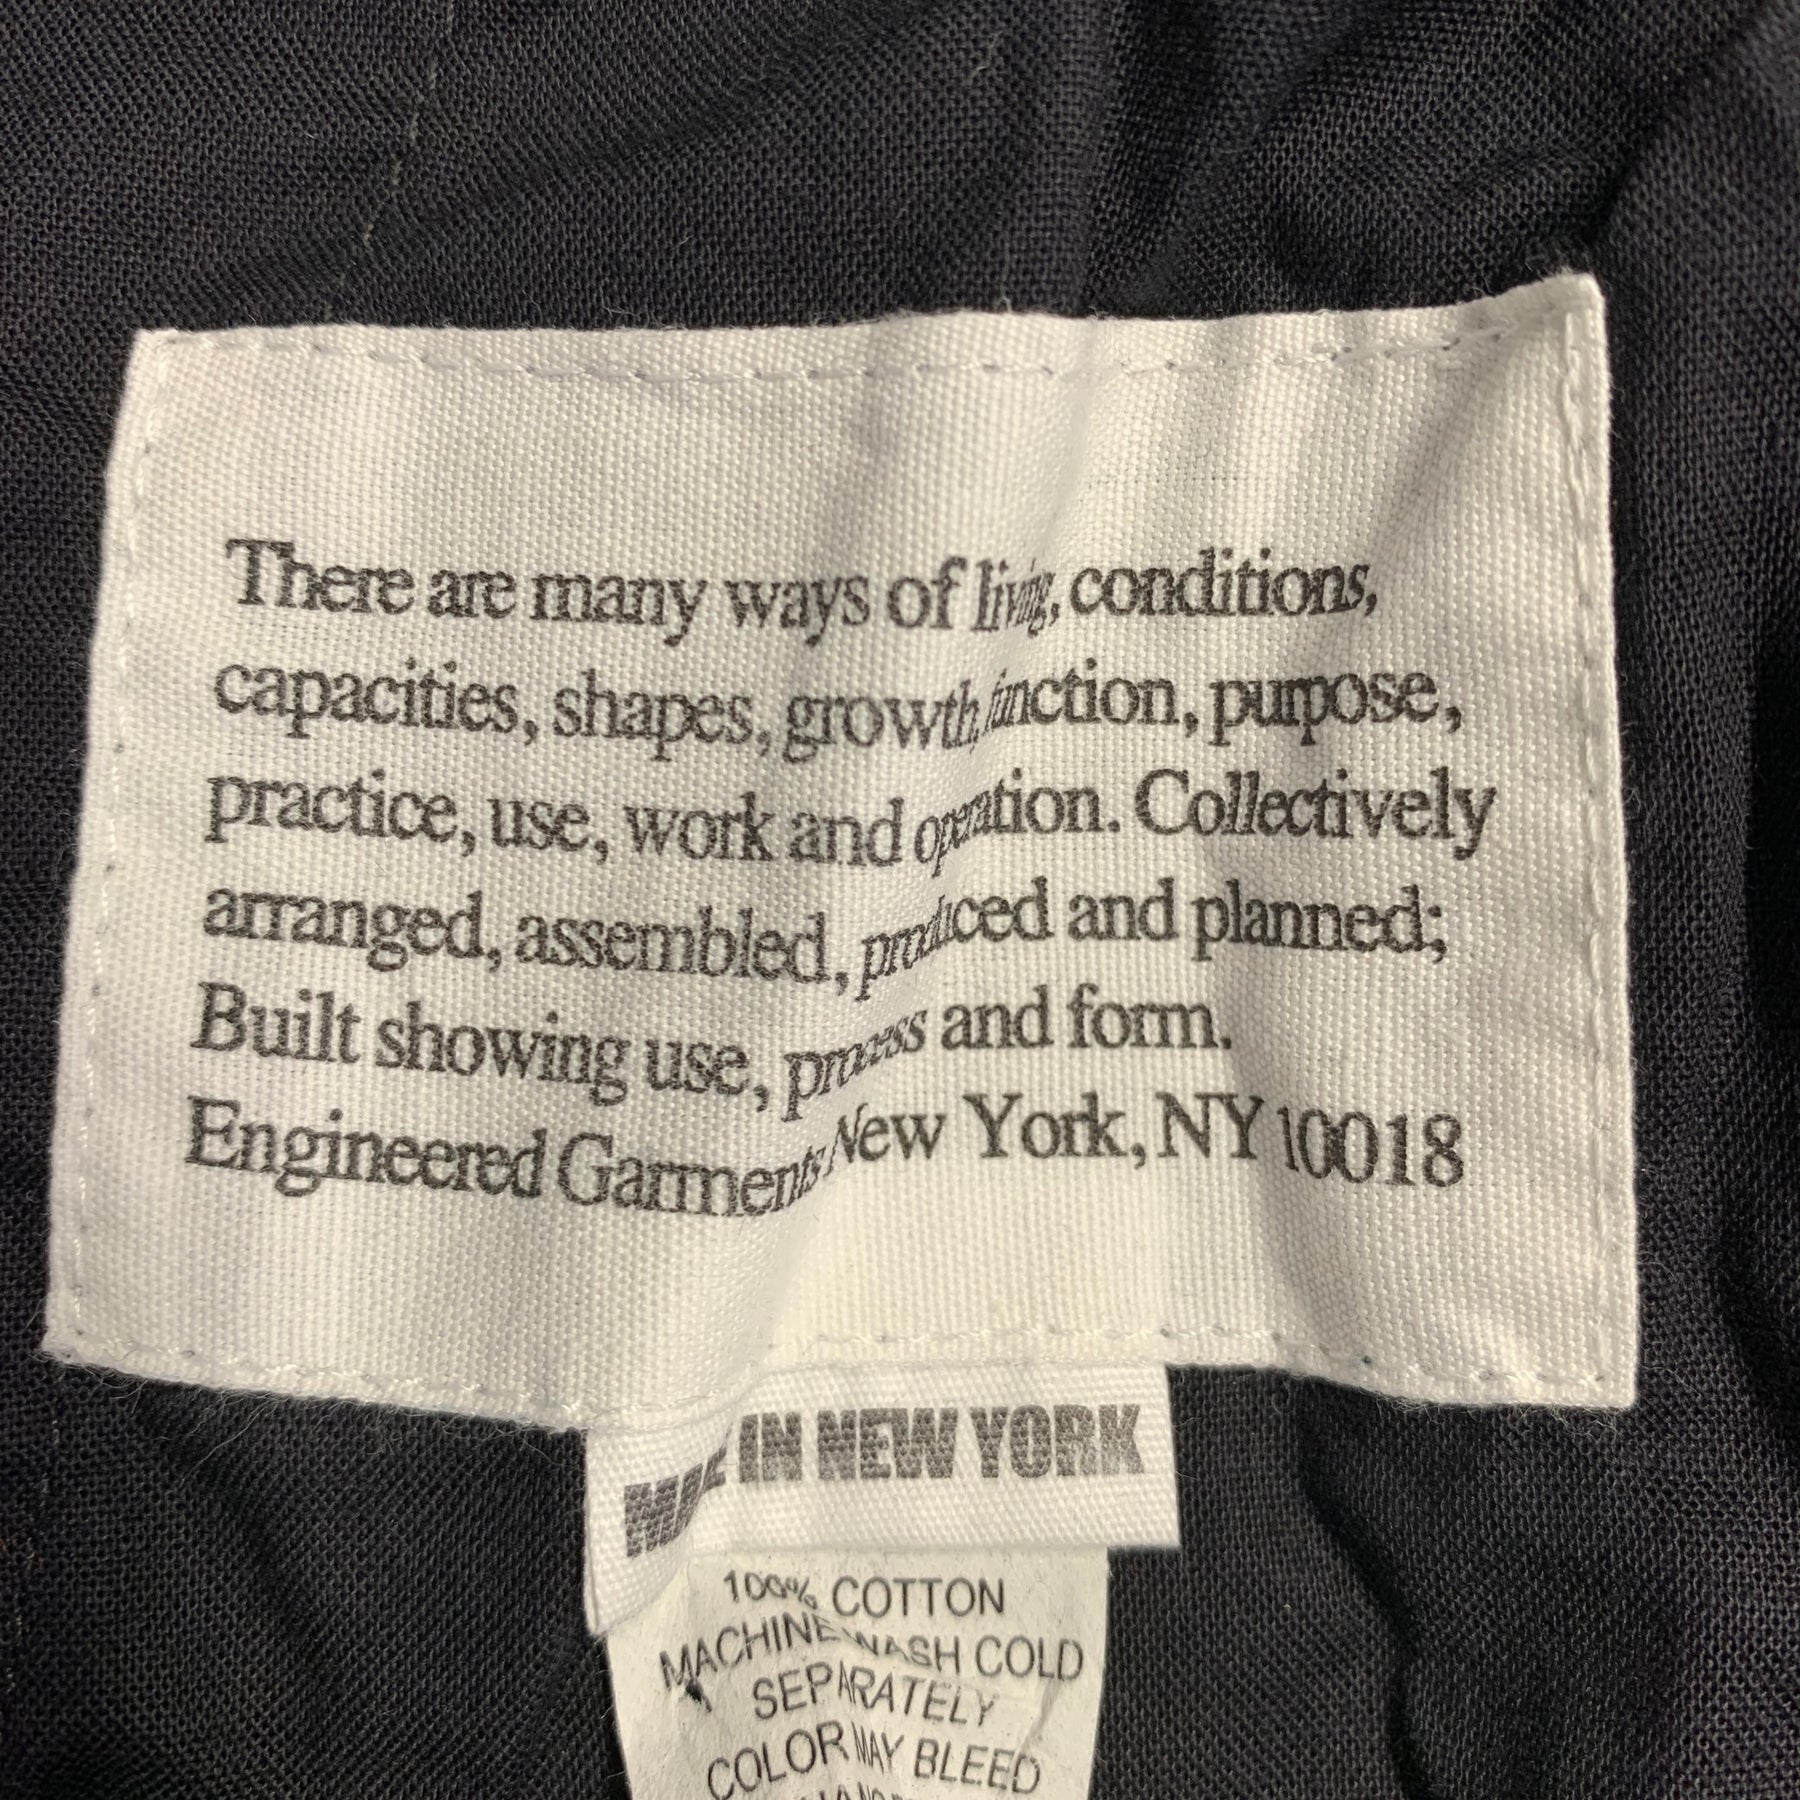 There are many ways of living, conditions,
capacities, shapes, growth, function, purpose,
practice, use, work and operation. Collectively
arranged, assembled, produced and planned;
Built showing use, process and form.
Engineered Garments, New York, NY 10018
MADE IN NEW YORK
100% COTTON
MACHINE WASH COLD
SEPARATELY
COLOR MAY BLEED